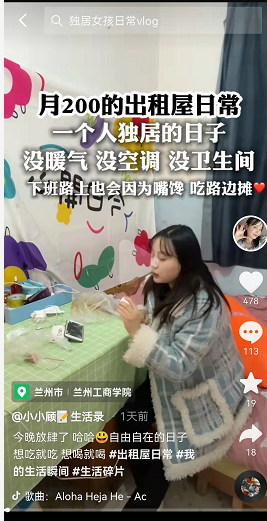 独居女孩日常vlog
月200的出租屋日常
一个人独居的日子
没暖气 没空调 没卫生间
下班路上也会因为嘴馋 吃路边摊❤️
478
113
19
18
兰州市 | 兰州工商学院
@小小顾📝生活录 · 1天前
今晚放肆了 哈哈😃自由自在的日子
想吃就吃 想喝就喝 #出租屋日常 #我
的生活瞬间 #生活碎片
歌曲：Aloha Heja He - Ac